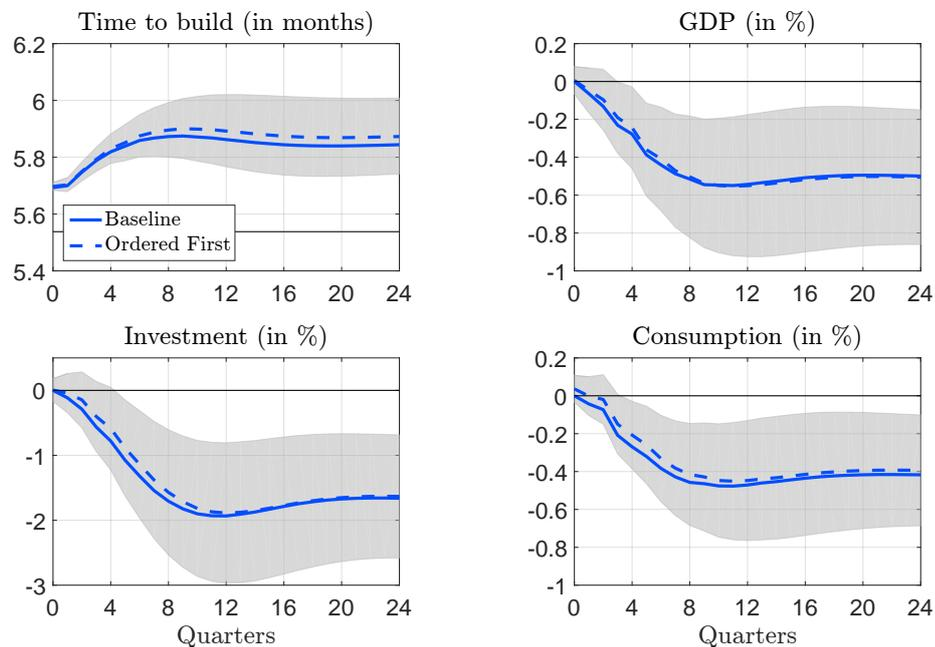 Time to build (in months)
6.2
6
5.8
5.6
5.4
Baseline
Ordered First
0 4 8 12 16 20 24
GDP (in %)
0.2
0
-0.2
-0.4
-0.6
-0.8
-1
0 4 8 12 16 20 24
Investment (in %)
0
-1
-2
-3
0 4 8 12 16 20 24
Quarters
Consumption (in %)
0.2
0
-0.2
-0.4
-0.6
-0.8
-1
0 4 8 12 16 20 24
Quarters